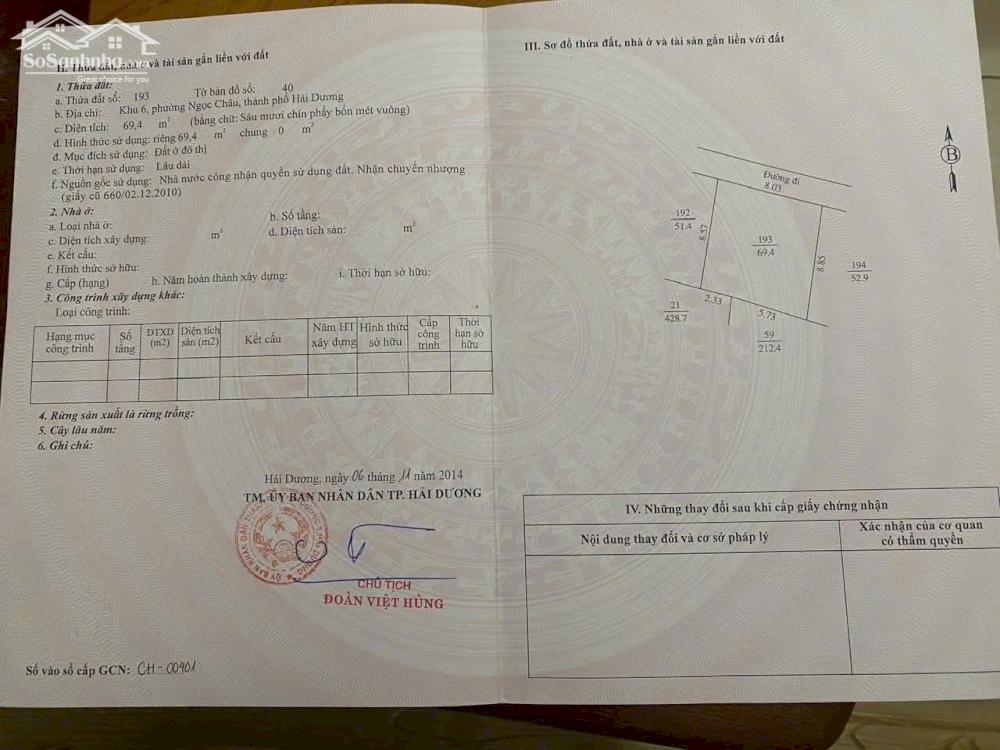 SoSanhnha.com
Great choice for you
II. Thửa đất, nhà ở và tài sản gắn liền với đất
1. Thửa đất:
a. Thửa đất số: 193 Tờ bản đồ số: 40
b. Địa chỉ: Khu 6, phường Ngọc Châu, thành phố Hải Dương
c: Diện tích: 69,4 m² (bằng chữ: Sáu mươi chín phẩy bốn mét vuông)
d. Hình thức sử dụng: riêng 69,4 m² chung 0 m²
đ. Mục đích sử dụng: Đất ở đô thị
e. Thời hạn sử dụng: Lâu dài
f. Nguồn gốc sử dụng: Nhà nước công nhận quyền sử dụng đất. Nhận chuyển nhượng
(giấy cũ 660/02.12.2010)
2. Nhà ở:
a. Loại nhà ở: b. Số tầng:
c. Diện tích xây dựng: m² d. Diện tích sàn: m²
e. Kết cấu:
f. Hình thức sở hữu:
g. Cấp (hạng) h. Năm hoàn thành xây dựng: i. Thời hạn sở hữu:
3. Công trình xây dựng khác:
Loại công trình:
Hạng mục công trình Số tầng DTXD (m2) Diện tích sàn (m2) Kết cấu Năm HT xây dựng Hình thức sở hữu Cấp công trình Thời hạn sở hữu
4. Rừng sản xuất là rừng trồng:
5. Cây lâu năm:
6. Ghi chú:
Hải Dương, ngày 06 tháng 11 năm 2014
TM. ỦY BAN NHÂN DÂN TP. HẢI DƯƠNG
CHỦ TỊCH
ĐOÀN VIỆT HÙNG
Số vào sổ cấp GCN: CH-00401
III. Sơ đồ thửa đất, nhà ở và tài sản gắn liền với đất
B
Đường đi
8.03
192
51.4
8.57
193
69.4
8.85
194
52.9
21
428.7
2.33
5.73
59
212.4
IV. Những thay đổi sau khi cấp giấy chứng nhận
Nội dung thay đổi và cơ sở pháp lý
Xác nhận của cơ quan
có thẩm quyền